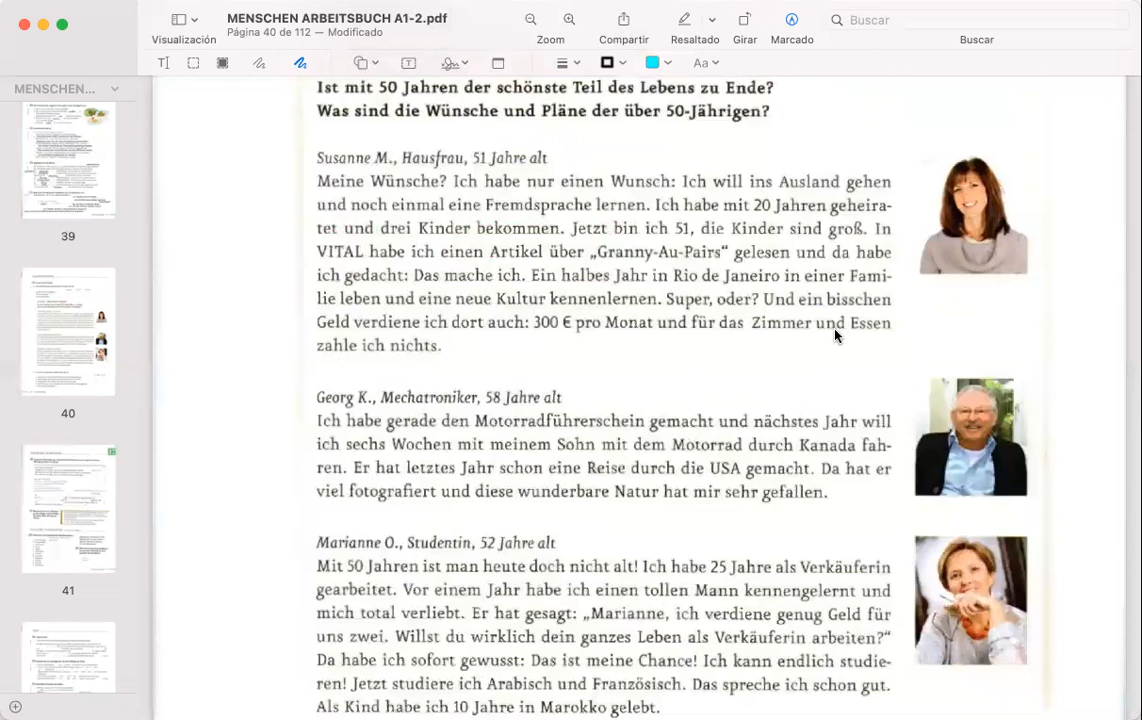 MENSCHEN ARBEITSBUCH A1-2.pdf
Página 40 de 112 — Modificado
Visualización
Zoom
Compartir
Resaltado
Girar
Marcado
Buscar
Buscar
Aa
MENSCHEN...
39
40
41
Ist mit 50 Jahren der schönste Teil des Lebens zu Ende?
Was sind die Wünsche und Pläne der über 50-Jährigen?
Susanne M., Hausfrau, 51 Jahre alt
Meine Wünsche? Ich habe nur einen Wunsch: Ich will ins Ausland gehen
und noch einmal eine Fremdsprache lernen. Ich habe mit 20 Jahren geheira-
tet und drei Kinder bekommen. Jetzt bin ich 51, die Kinder sind groß. In
VITAL habe ich einen Artikel über „Granny-Au-Pairs“ gelesen und da habe
ich gedacht: Das mache ich. Ein halbes Jahr in Rio de Janeiro in einer Fami-
lie leben und eine neue Kultur kennenlernen. Super, oder? Und ein bisschen
Geld verdiene ich dort auch: 300 € pro Monat und für das Zimmer und Essen
zahle ich nichts.
Georg K., Mechatroniker, 58 Jahre alt
Ich habe gerade den Motorradführerschein gemacht und nächstes Jahr will
ich sechs Wochen mit meinem Sohn mit dem Motorrad durch Kanada fah-
ren. Er hat letztes Jahr schon eine Reise durch die USA gemacht. Da hat er
viel fotografiert und diese wunderbare Natur hat mir sehr gefallen.
Marianne O., Studentin, 52 Jahre alt
Mit 50 Jahren ist man heute doch nicht alt! Ich habe 25 Jahre als Verkäuferin
gearbeitet. Vor einem Jahr habe ich einen tollen Mann kennengelernt und
mich total verliebt. Er hat gesagt: „Marianne, ich verdiene genug Geld für
uns zwei. Willst du wirklich dein ganzes Leben als Verkäuferin arbeiten?“
Da habe ich sofort gewusst: Das ist meine Chance! Ich kann endlich studie-
ren! Jetzt studiere ich Arabisch und Französisch. Das spreche ich schon gut.
Als Kind habe ich 10 Jahre in Marokko gelebt.